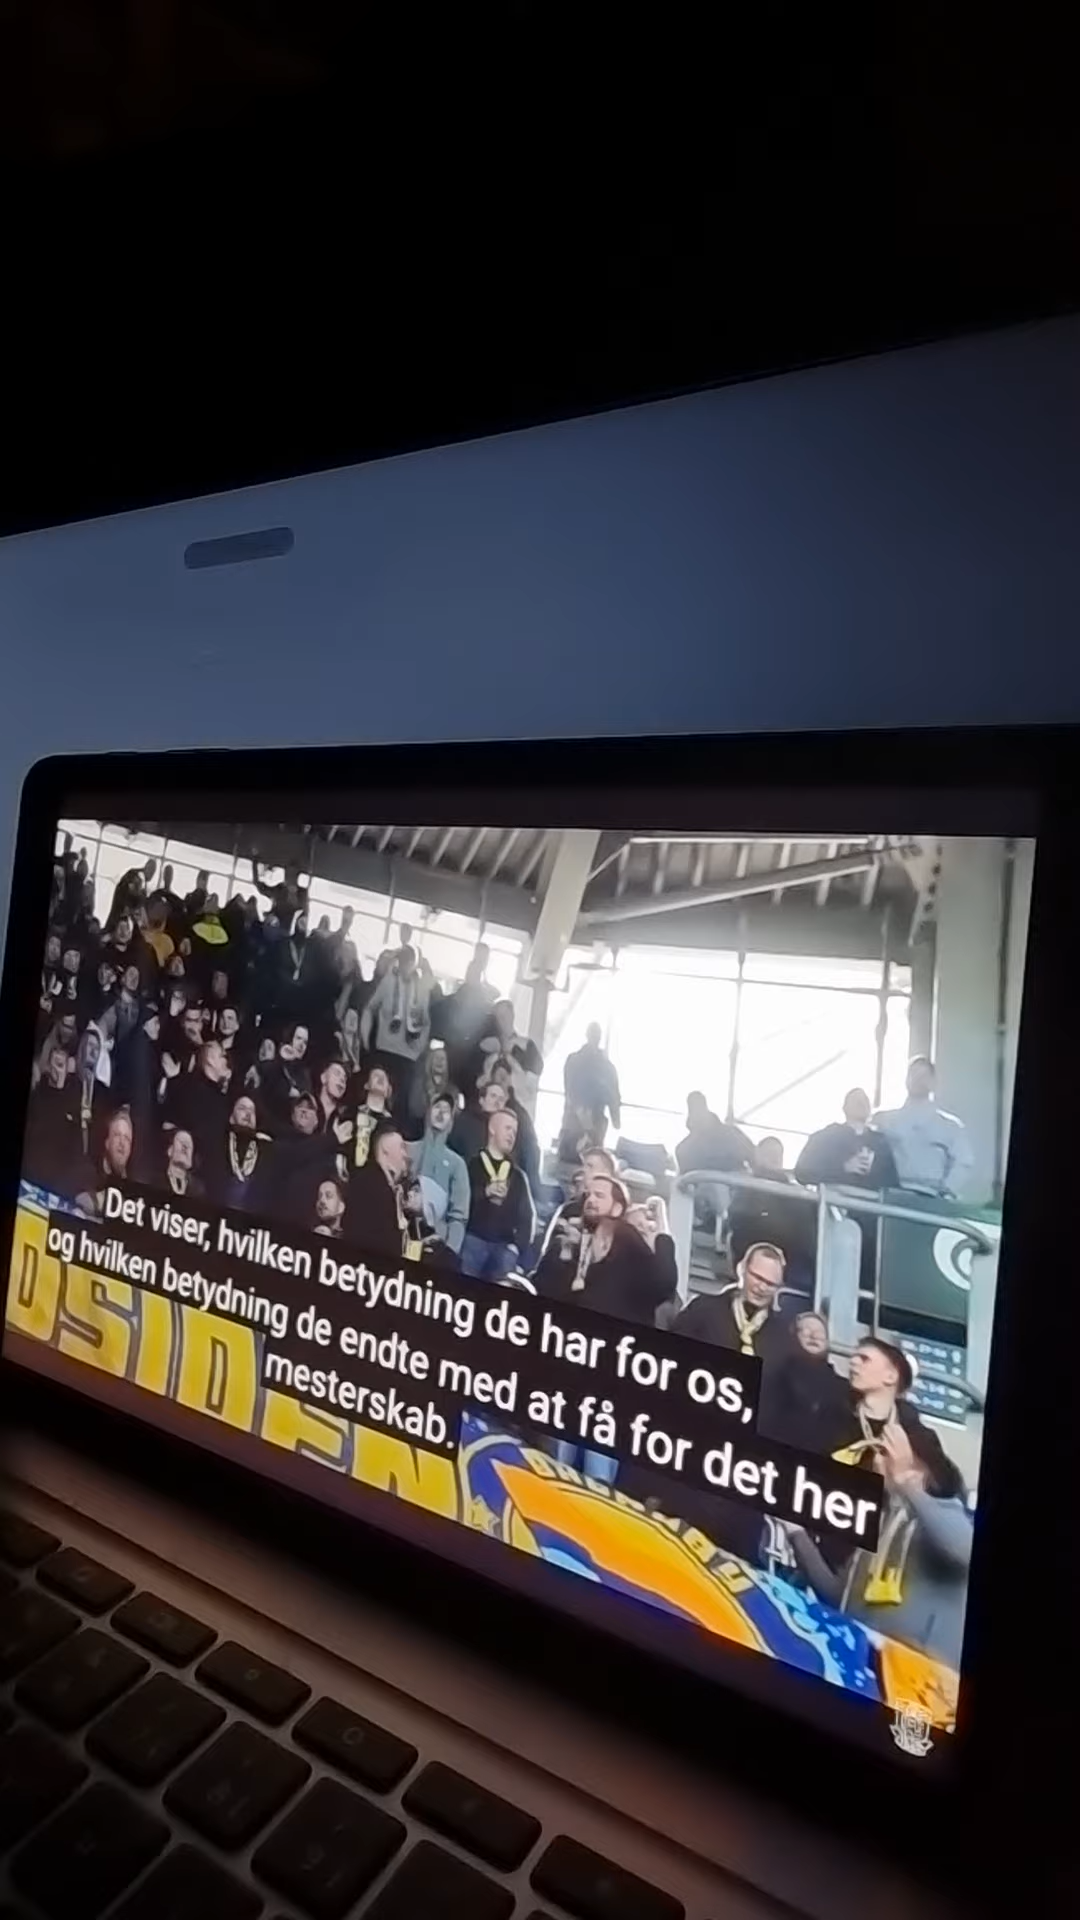 Det viser, hvilken betydning de har for os,
og hvilken betydning de endte med at få for det her
mesterskab.
DSIDEN